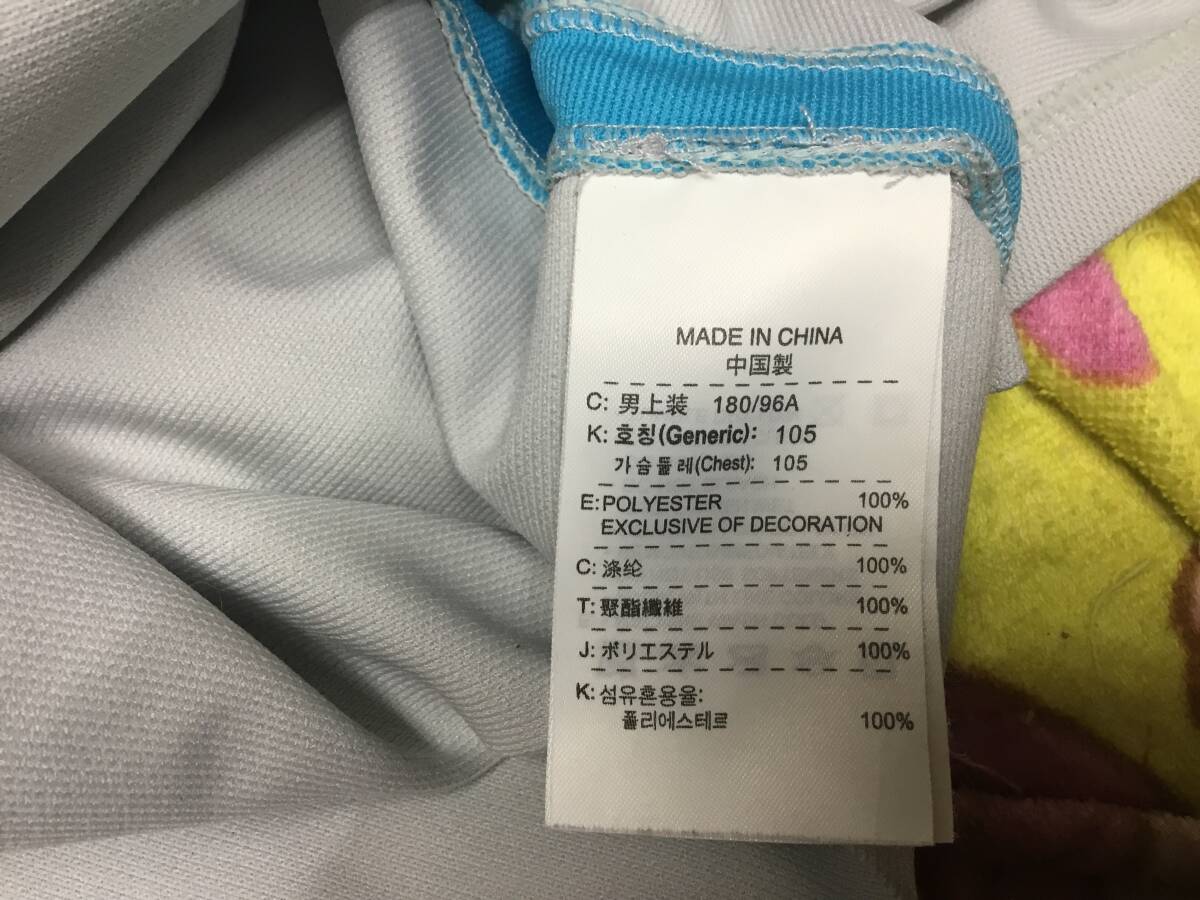 MADE IN CHINA
中国製
C: 男上装 180/96A
K: 호칭(Generic): 105
가슴둘레(Chest): 105
E: POLYESTER 100%
EXCLUSIVE OF DECORATION
C: 涤纶 100%
T: 聚酯纖維 100%
J: ポリエステル 100%
K: 섬유혼용율:
폴리에스테르 100%